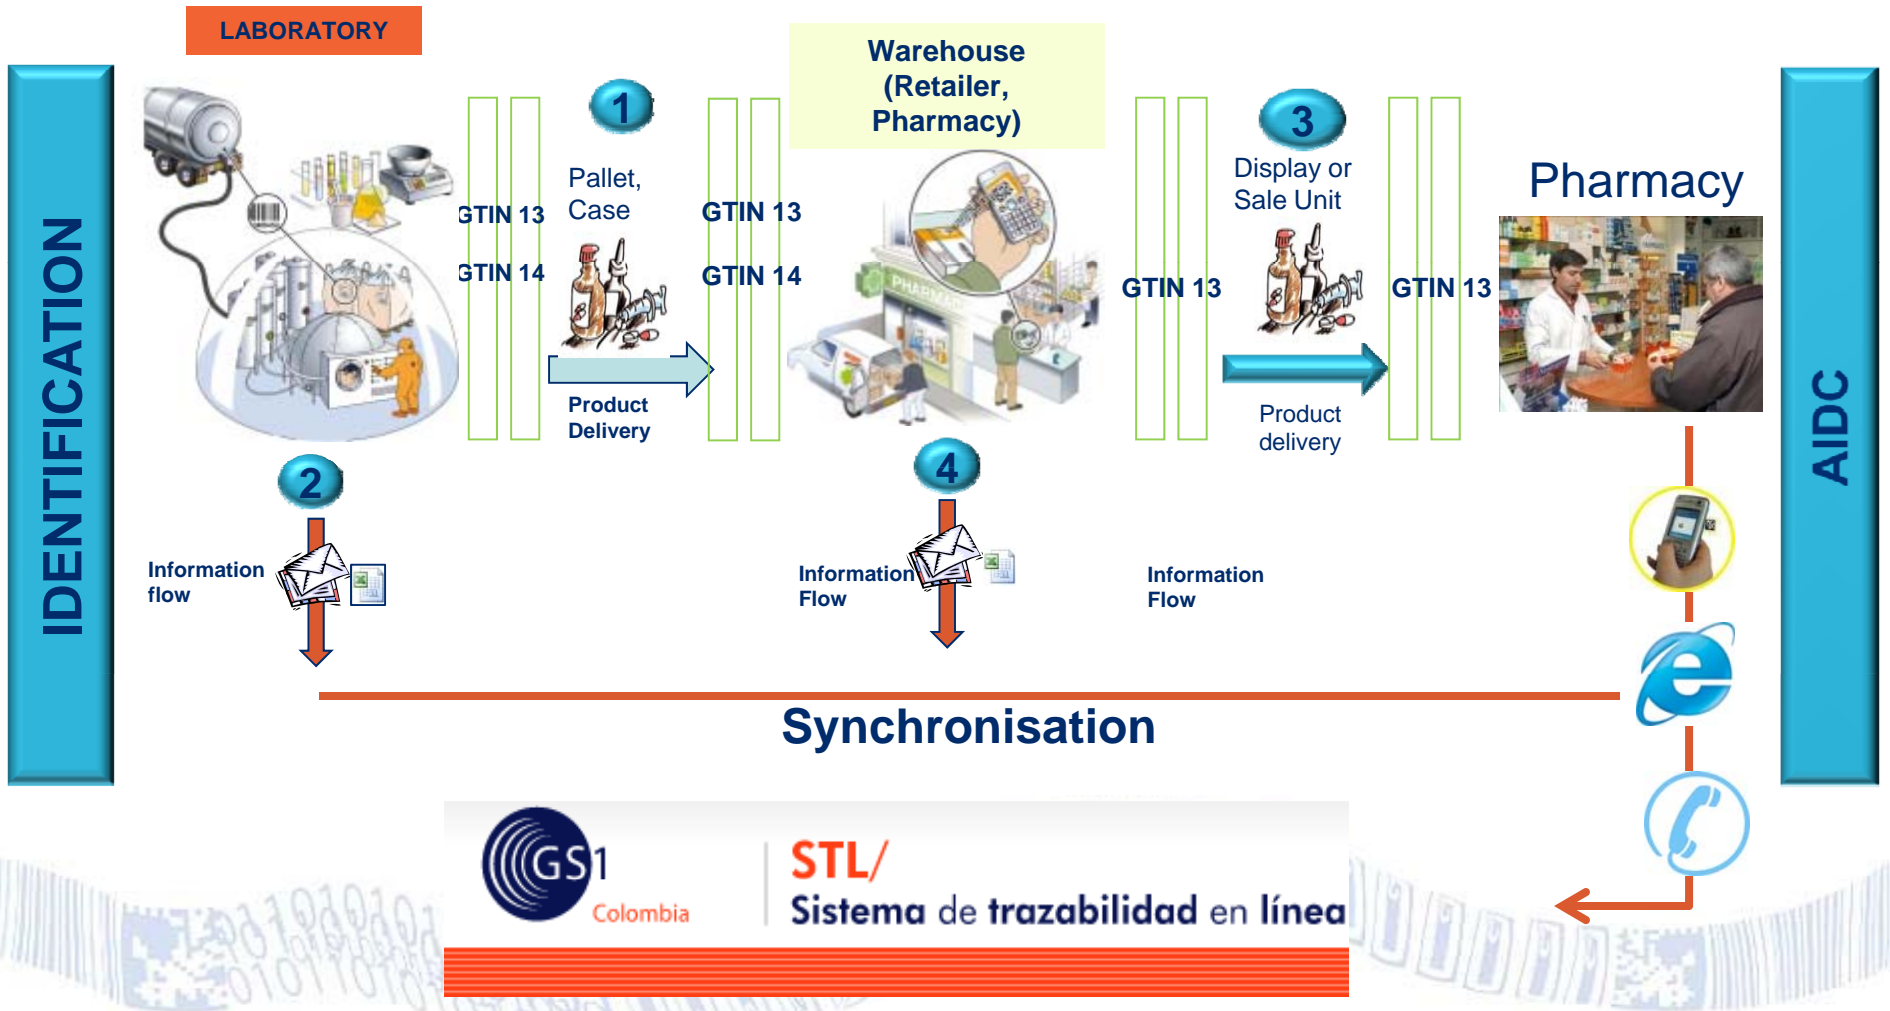 LABORATORY
IDENTIFICATION
1
Pallet,
Case
GTIN 13
GTIN 14
GTIN 13
GTIN 14
Product
Delivery
Warehouse
(Retailer,
Pharmacy)
PHARMA
3
Display or
Sale Unit
GTIN 13
GTIN 13
Product
delivery
Pharmacy
AIDC
2
Information
flow
4
Information
Flow
Information
Flow
Synchronisation
GS1
Colombia
STL/
Sistema de trazabilidad en línea